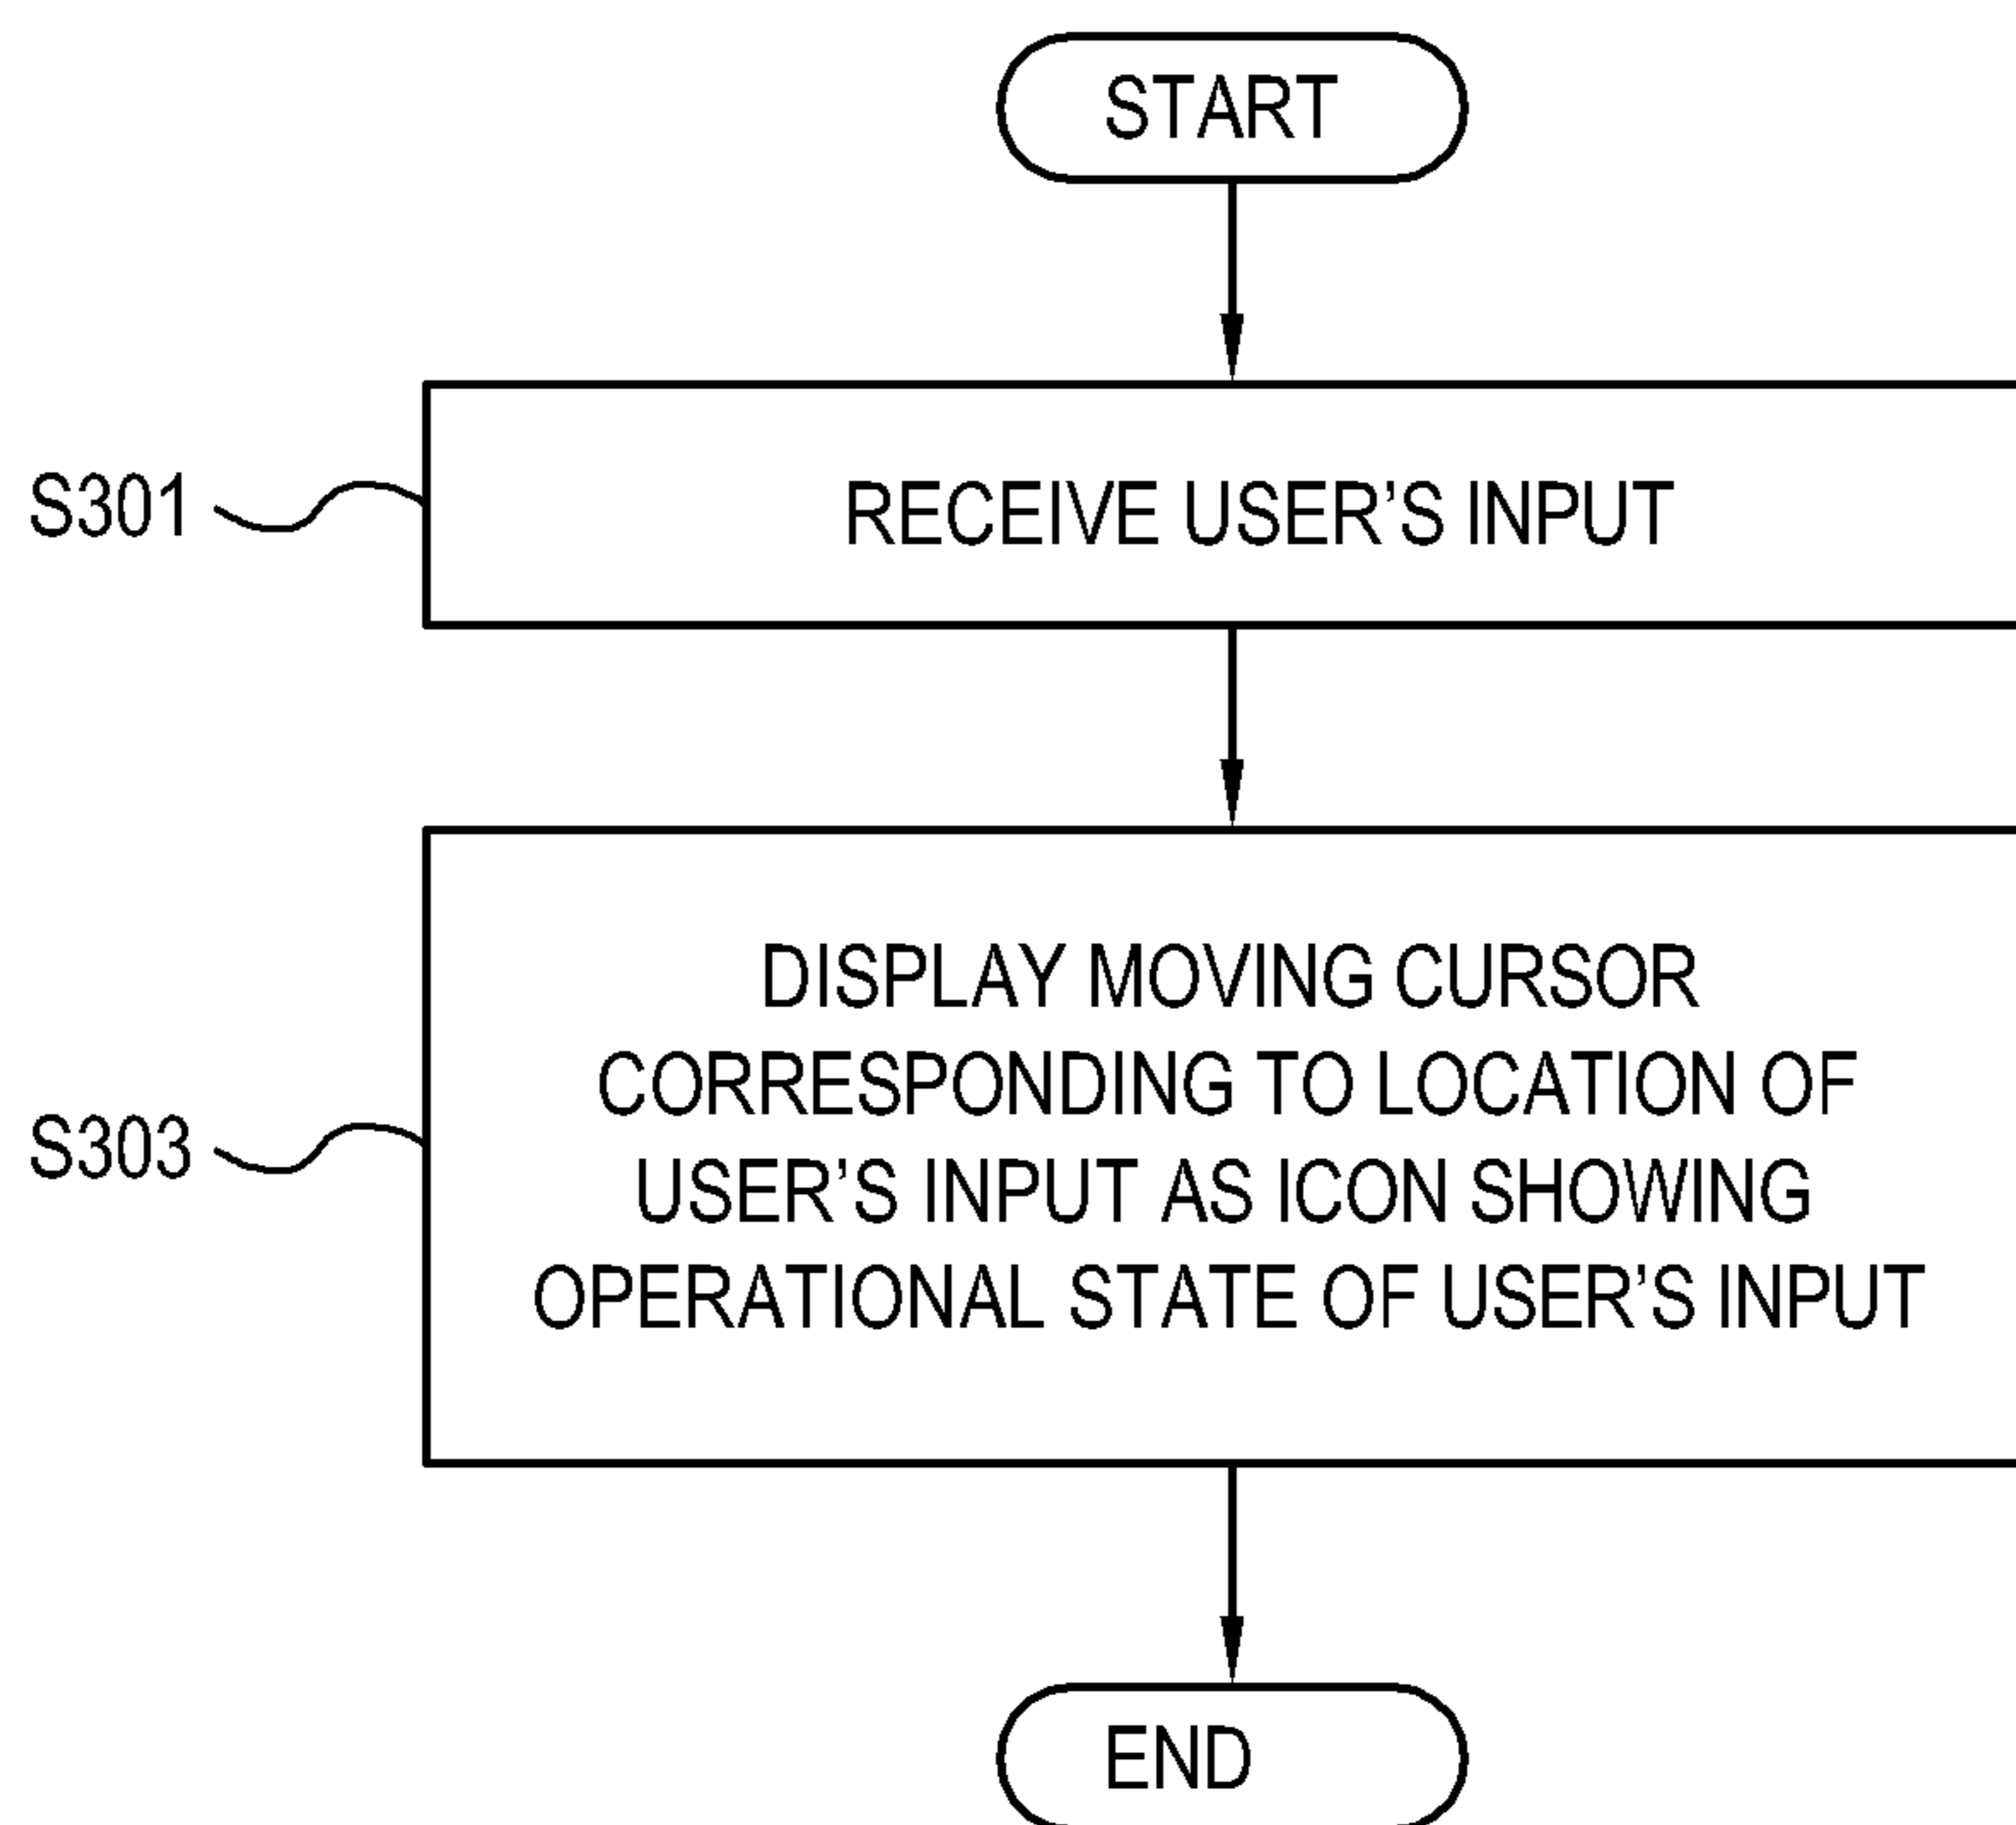 START
S301
RECEIVE USER'S INPUT
S303
DISPLAY MOVING CURSOR
CORRESPONDING TO LOCATION OF
USER'S INPUT AS ICON SHOWING
OPERATIONAL STATE OF USER'S INPUT
END